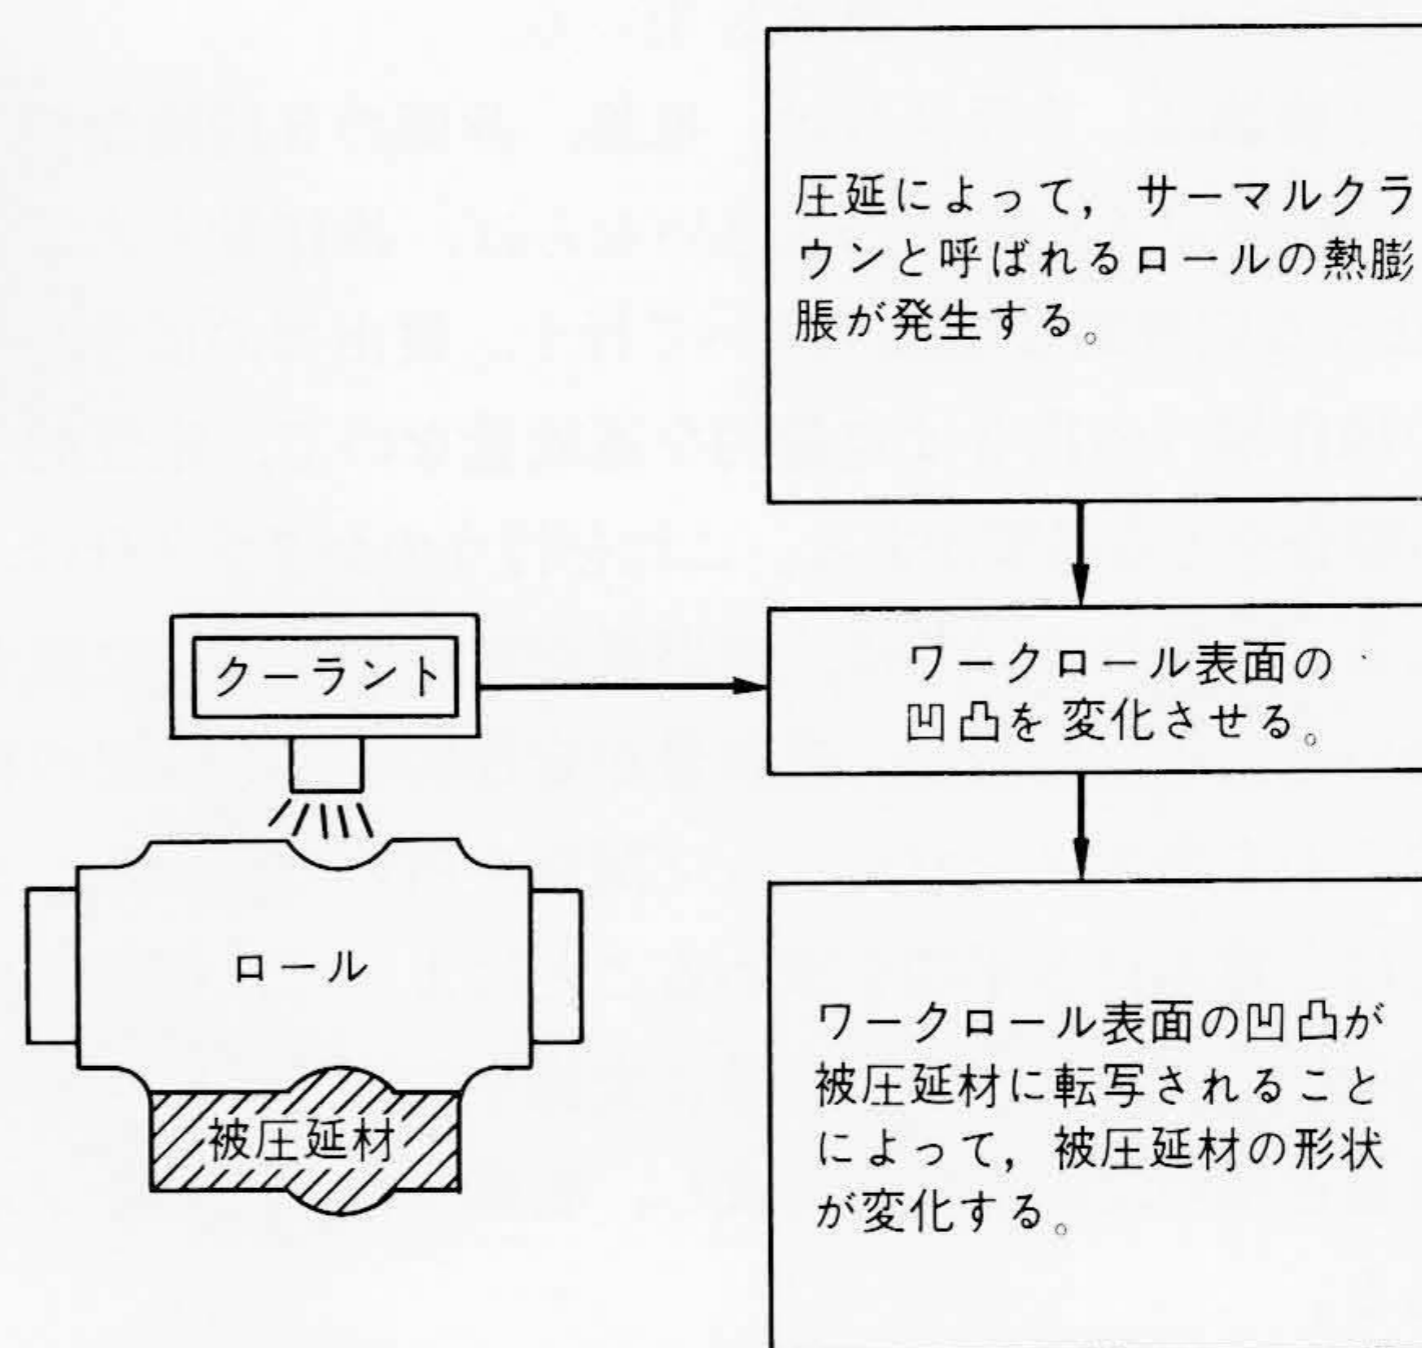 圧延によって，サーマルクラ
ウンと呼ばれるロールの熱膨
脹が発生する。
クーラント
ワークロール表面の
凹凸を変化させる。
ロール
被圧延材
ワークロール表面の凹凸が
被圧延材に転写されること
によって，被圧延材の形状
が変化する。